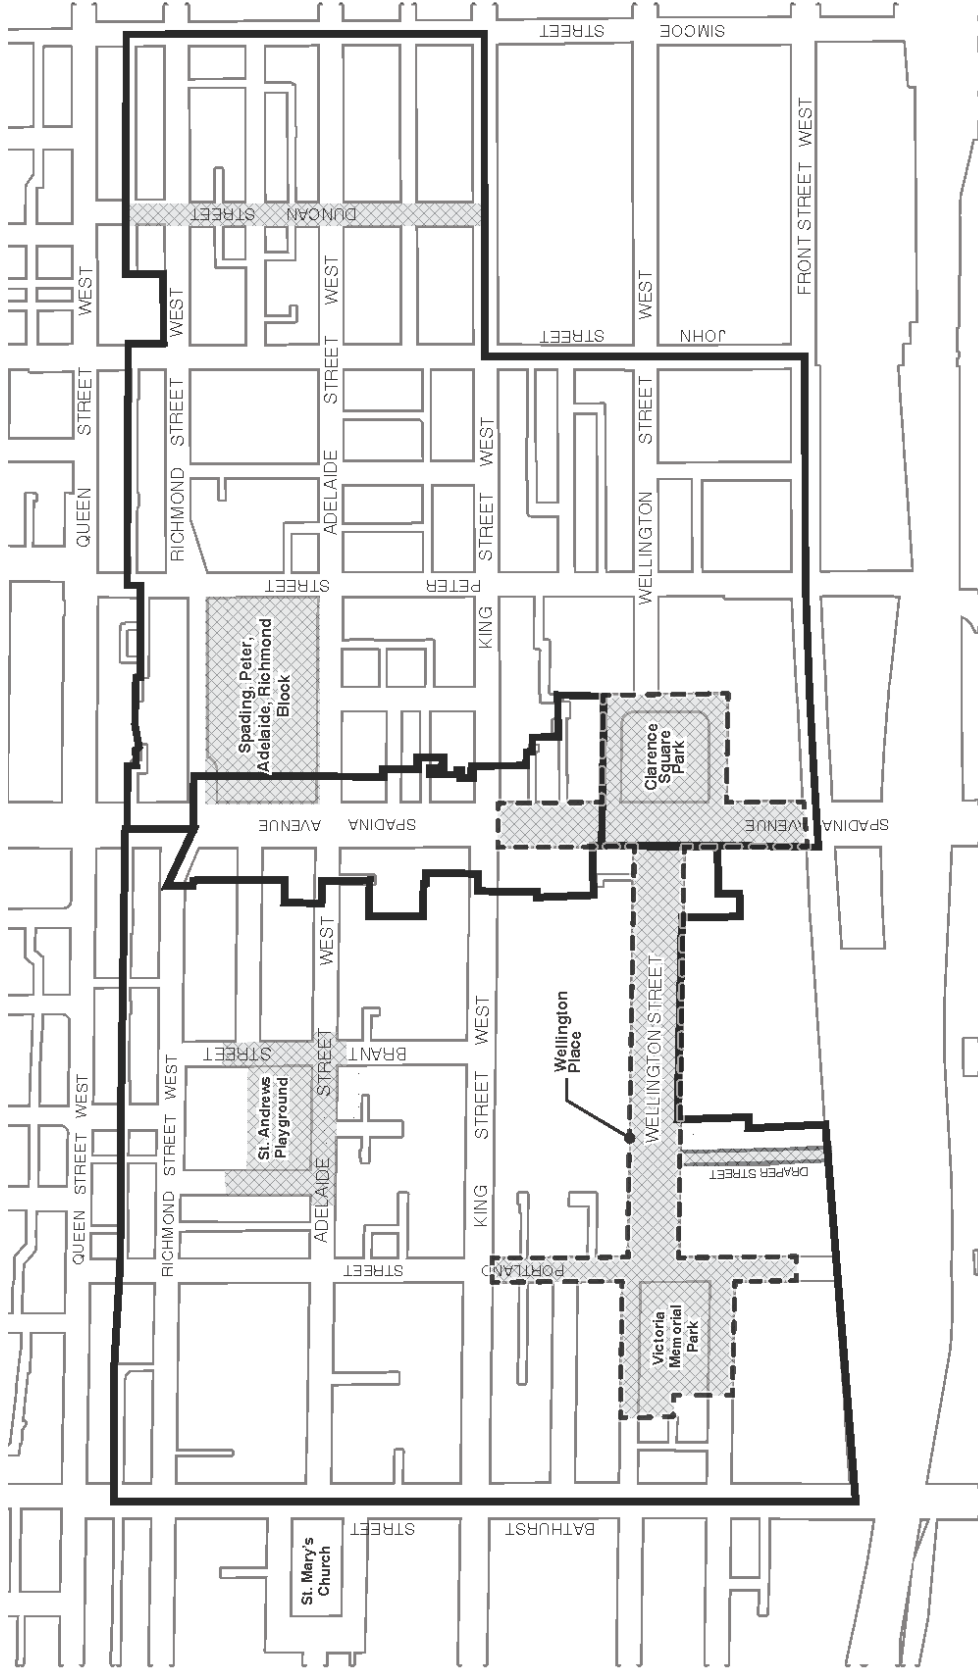 SIMCOE STREET
FRONT STREET WEST
DUNCAN STREET
WEST
WEST
WEST
WEST
JOHN STREET
STREET
STREET
STREET
STREET
WEST
QUEEN
RICHMOND
ADELAIDE
STREET
WELLINGTON
PETER STREET
KING
Spading, Peter,
Adelaide, Richmond
Block
Clarence
Square
Park
SPADINA AVENUE
SPADINA AVENUE
WEST
WELLINGTON STREET
Wellington
Place
BRANT STREET
WEST
WEST
WEST
St. Andrews
Playground
STREET
STREET
STREET
STREET
DRAPER STREET
QUEEN
RICHMOND
ADELAIDE
KING
PORTLAND STREET
Victoria
Memorial
Park
BATHURST STREET
St. Mary's
Church